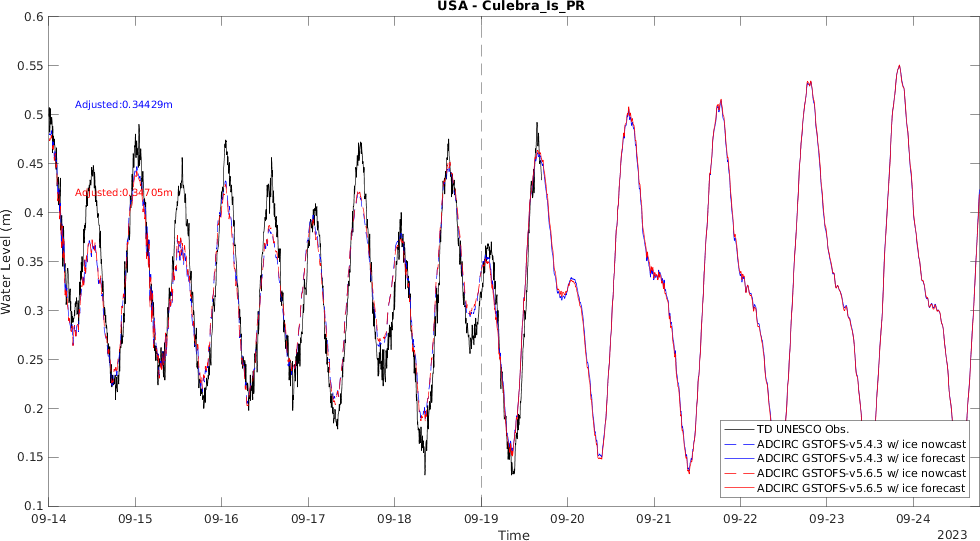 USA - Culebra_Is_PR
0.6
0.55
0.5
0.45
0.4
0.35
0.3
0.25
0.2
0.15
0.1
Water Level (m)
Adjusted:0.34429m
Adjusted:0.34705m
TD UNESCO Obs.
ADCIRC GSTOFS-v5.4.3 w/ ice nowcast
ADCIRC GSTOFS-v5.4.3 w/ ice forecast
ADCIRC GSTOFS-v5.6.5 w/ ice nowcast
ADCIRC GSTOFS-v5.6.5 w/ ice forecast
09-14 09-15 09-16 09-17 09-18 09-19 09-20 09-21 09-22 09-23 09-24
Time
2023